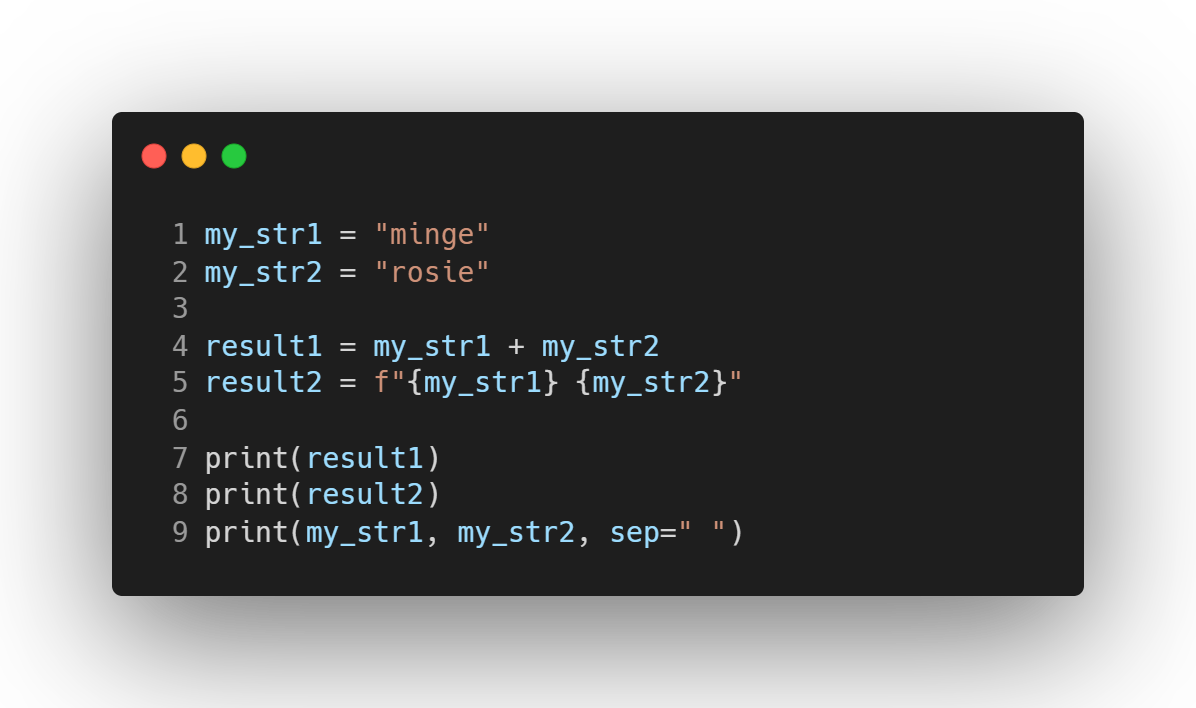 1 my_str1 = "minge"
2 my_str2 = "rosie"
3
4 result1 = my_str1 + my_str2
5 result2 = f"{my_str1} {my_str2}"
6
7 print(result1)
8 print(result2)
9 print(my_str1, my_str2, sep=" ")